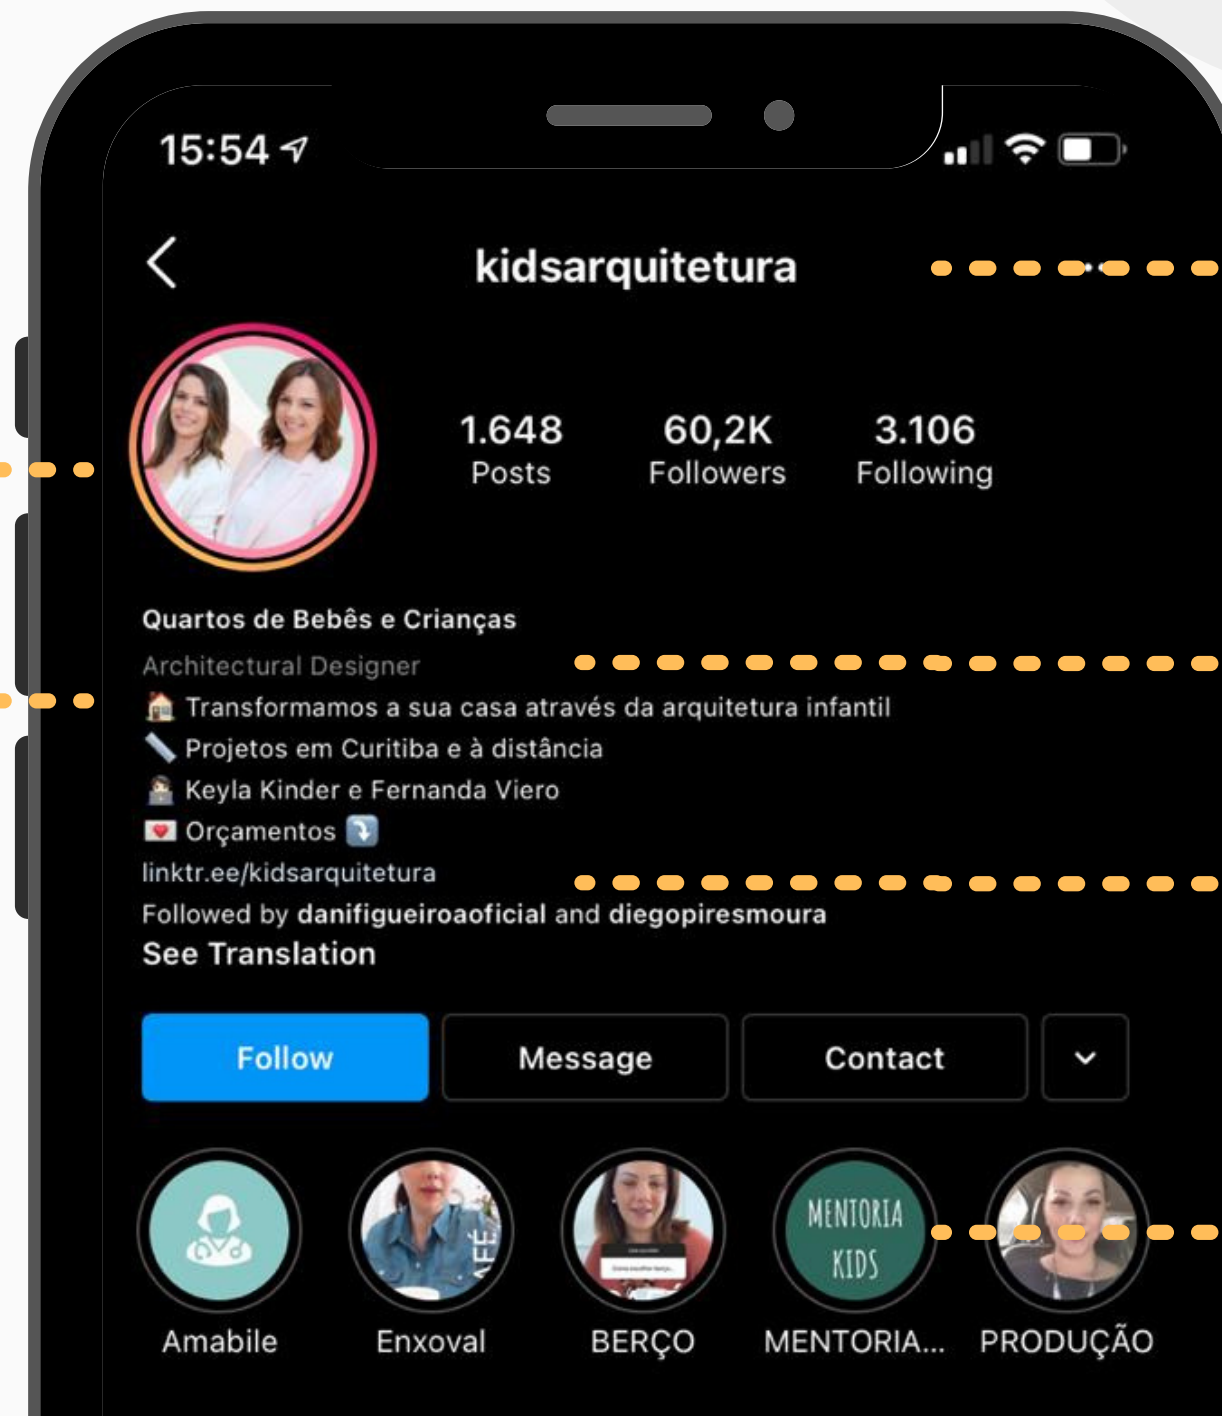 15:54
kidsarquitetura
1.648 60,2K 3.106
Posts Followers Following
Quartos de Bebês e Crianças
Architectural Designer
Transformamos a sua casa através da arquitetura infantil
Projetos em Curitiba e à distância
Keyla Kinder e Fernanda Viero
Orçamentos
linktr.ee/kidsarquitetura
Followed by danifigueiroaoficial and diegopiresmoura
See Translation
Follow Message Contact
MENTORIA
KIDS
AFÉ
Amabile Enxoval BERÇO MENTORIA... PRODUÇÃO